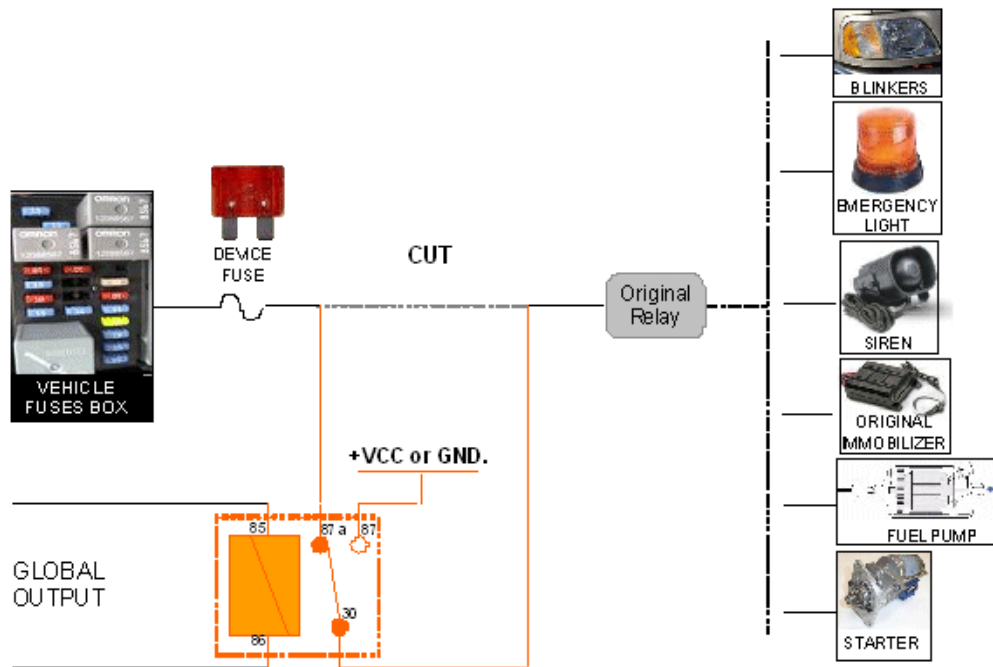 BLINKERS
EMERGENCY
LIGHT
DEVICE
FUSE
CUT
Original
Relay
SIREN
VEHICLE
FUSES BOX
ORIGINAL
IMMOBILIZER
+VCC or GND.
85
87a
87
FUEL PUMP
GLOBAL
OUTPUT
30
86
STARTER